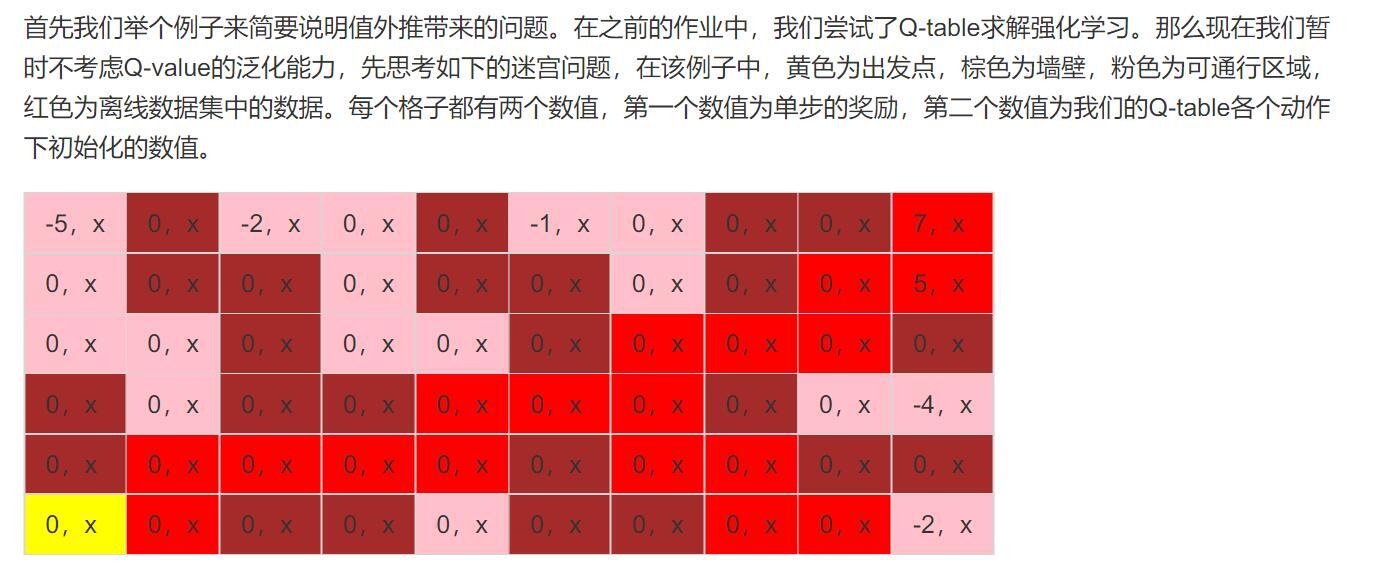 首先我们举个例子来简要说明值外推带来的问题。在之前的作业中，我们尝试了Q-table求解强化学习。那么现在我们暂
时不考虑Q-value的泛化能力，先思考如下的迷宫问题，在该例子中，黄色为出发点，棕色为墙壁，粉色为可通行区域，
红色为离线数据集中的数据。每个格子都有两个数值，第一个数值为单步的奖励，第二个数值为我们的Q-table各个动作
下初始化的数值。
-5，x 0，x -2，x 0，x 0，x -1，x 0，x 0，x 0，x 7，x
0，x 0，x 0，x 0，x 0，x 0，x 0，x 0，x 0，x 5，x
0，x 0，x 0，x 0，x 0，x 0，x 0，x 0，x 0，x 0，x
0，x 0，x 0，x 0，x 0，x 0，x 0，x 0，x 0，x -4，x
0，x 0，x 0，x 0，x 0，x 0，x 0，x 0，x 0，x 0，x
0，x 0，x 0，x 0，x 0，x 0，x 0，x 0，x 0，x -2，x